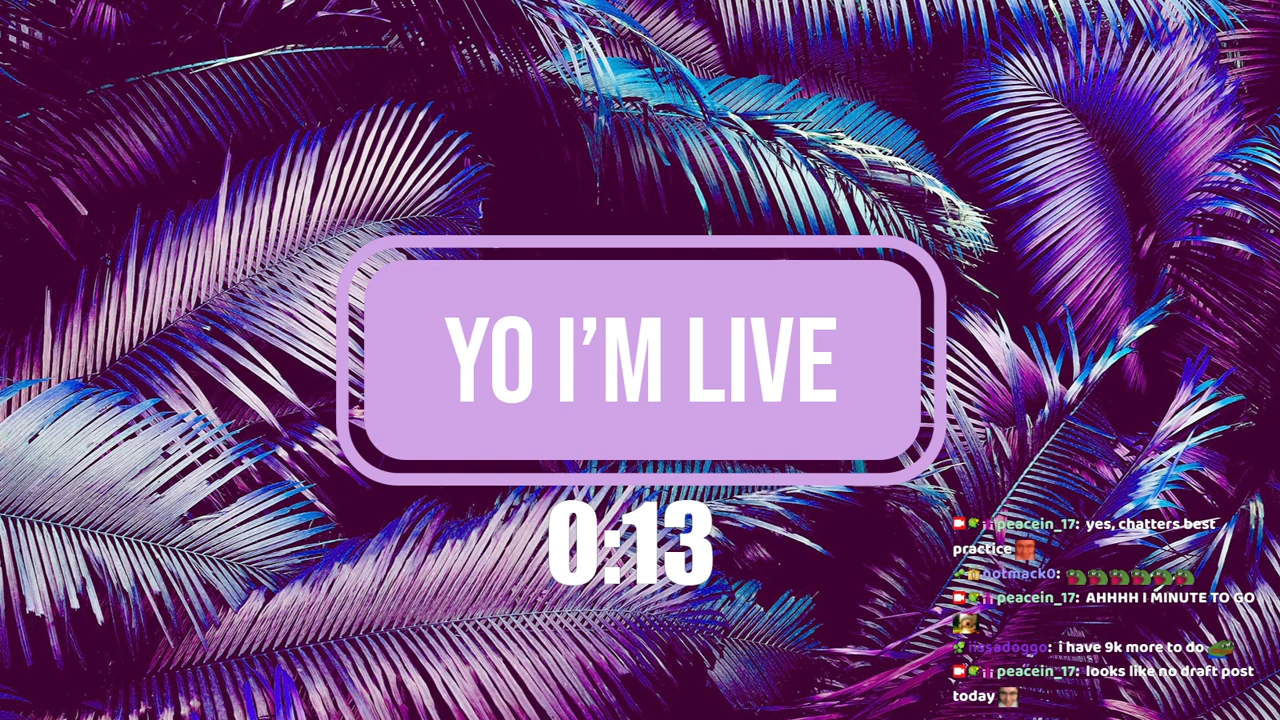 YO I’M LIVE
0:13
peacein_17: yes, chatters best
practice
notmack0:
peacein_17: AHHHH I MINUTE TO GO
issadoggo: i have 9k more to do
peacein_17: looks like no draft post
today